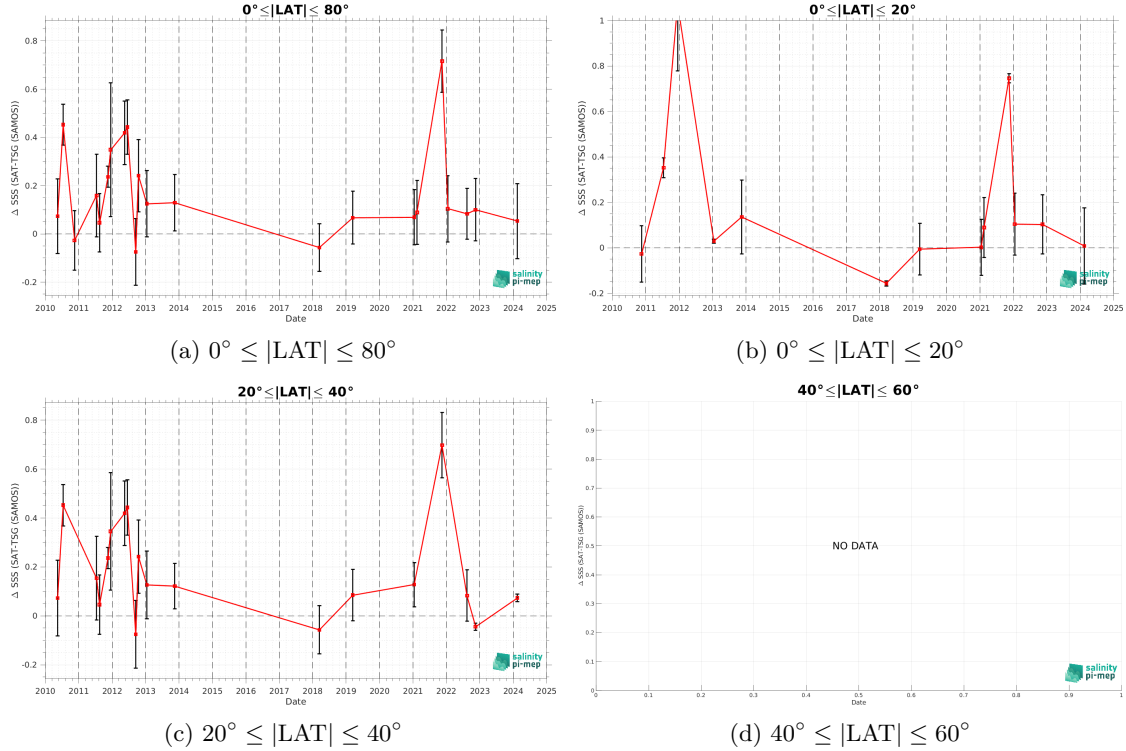 0°≤|LAT|≤ 80°
Δ SSS (SAT-TSG (SAMOS))
0.8
0.6
0.4
0.2
0
-0.2
2010 2011 2012 2013 2014 2015 2016 2017 2018 2019 2020 2021 2022 2023 2024 2025
Date
salinity
pi-mep
(a) 0° ≤ |LAT| ≤ 80°
0°≤|LAT|≤ 20°
Δ SSS (SAT-TSG (SAMOS))
1
0.8
0.6
0.4
0.2
0
-0.2
2010 2011 2012 2013 2014 2015 2016 2017 2018 2019 2020 2021 2022 2023 2024 2025
Date
salinity
pi-mep
(b) 0° ≤ |LAT| ≤ 20°
20°≤|LAT|≤ 40°
Δ SSS (SAT-TSG (SAMOS))
0.8
0.6
0.4
0.2
0
-0.2
2010 2011 2012 2013 2014 2015 2016 2017 2018 2019 2020 2021 2022 2023 2024 2025
Date
salinity
pi-mep
(c) 20° ≤ |LAT| ≤ 40°
40°≤|LAT|≤ 60°
Δ SSS (SAT-TSG (SAMOS))
1
0.9
0.8
0.7
0.6
0.5
0.4
0.3
0.2
0.1
0
NO DATA
0 0.1 0.2 0.3 0.4 0.5 0.6 0.7 0.8 0.9 1
Date
salinity
pi-mep
(d) 40° ≤ |LAT| ≤ 60°